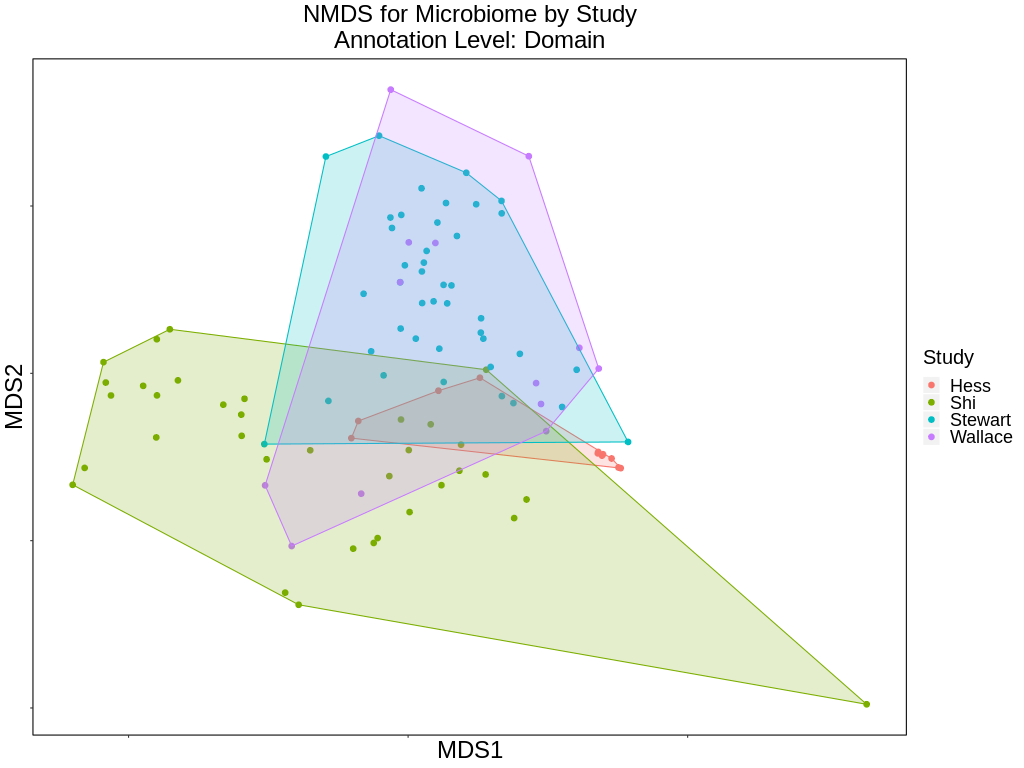 NMDS for Microbiome by Study
Annotation Level: Domain
MDS2
MDS1
Study
Hess
Shi
Stewart
Wallace